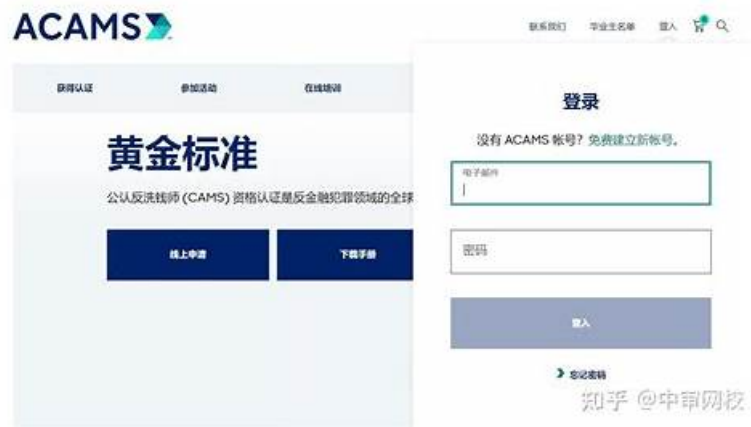 ACAMS
联系我们 毕业生名单 登入
获得认证 参加活动 在线培训
黄金标准
公认反洗钱师 (CAMS) 资格认证是反金融犯罪领域的全球
线上申请 下载手册
登录
没有 ACAMS 帐号？免费建立新帐号。
电子邮件
密码
登入
忘记密码
知乎 @中审网校